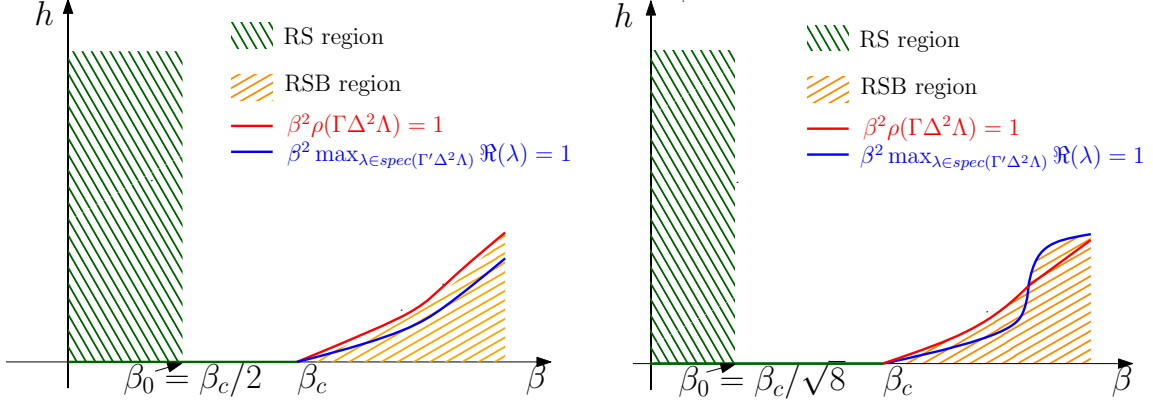 h
RS region
RSB region
β²ρ(ΓΔ²Λ) = 1
β² max_{λ∈spec(Γ′Δ²Λ)} ℜ(λ) = 1
β₀ = β_c/2
β_c
β
h
RS region
RSB region
β²ρ(ΓΔ²Λ) = 1
β² max_{λ∈spec(Γ′Δ²Λ)} ℜ(λ) = 1
β₀ = β_c/√8
β_c
β